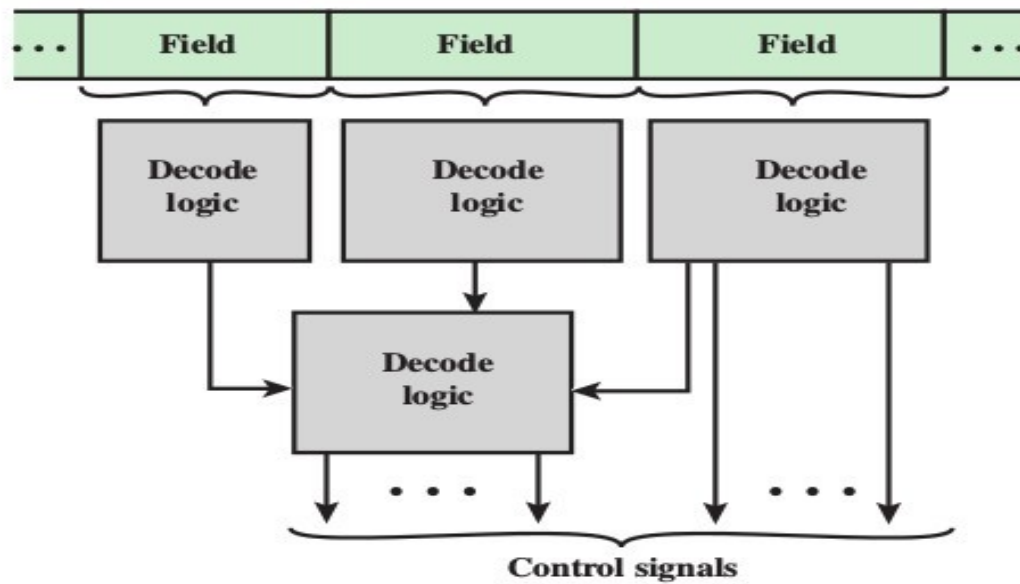 ... Field Field Field ...
Decode logic
Decode logic
Decode logic
Decode logic
... ...
Control signals